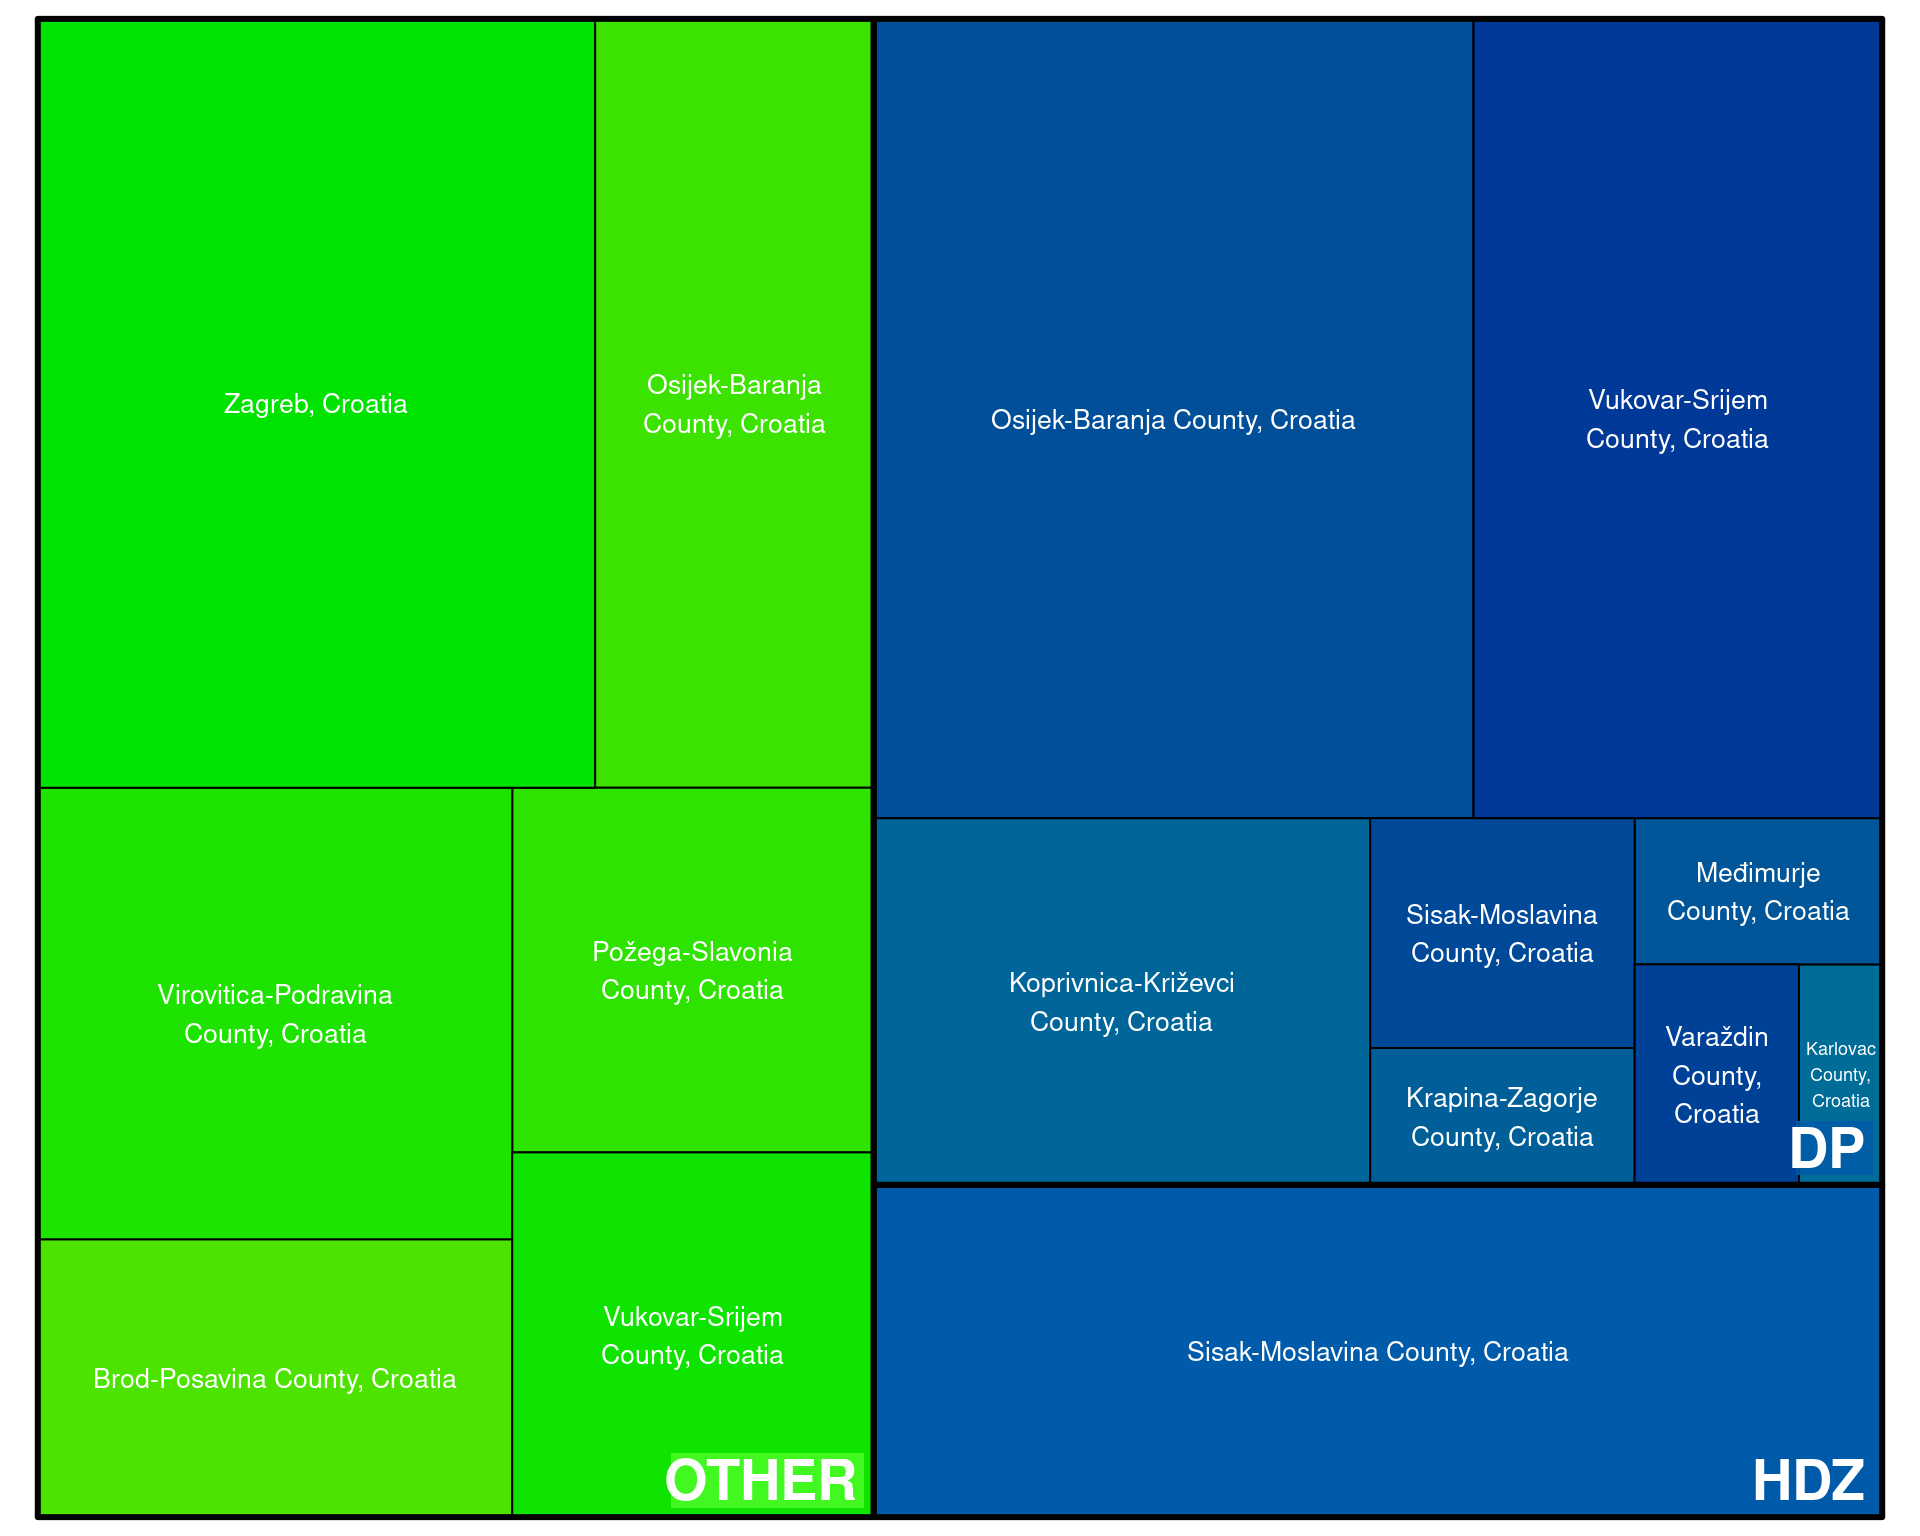 Zagreb, Croatia
Osijek-Baranja
County, Croatia
Virovitica-Podravina
County, Croatia
Požega-Slavonia
County, Croatia
Brod-Posavina County, Croatia
Vukovar-Srijem
County, Croatia
OTHER
Osijek-Baranja County, Croatia
Vukovar-Srijem
County, Croatia
Koprivnica-Križevci
County, Croatia
Sisak-Moslavina
County, Croatia
Krapina-Zagorje
County, Croatia
Međimurje
County, Croatia
Varaždin
County,
Croatia
Karlovac
County,
Croatia
DP
Sisak-Moslavina County, Croatia
HDZ